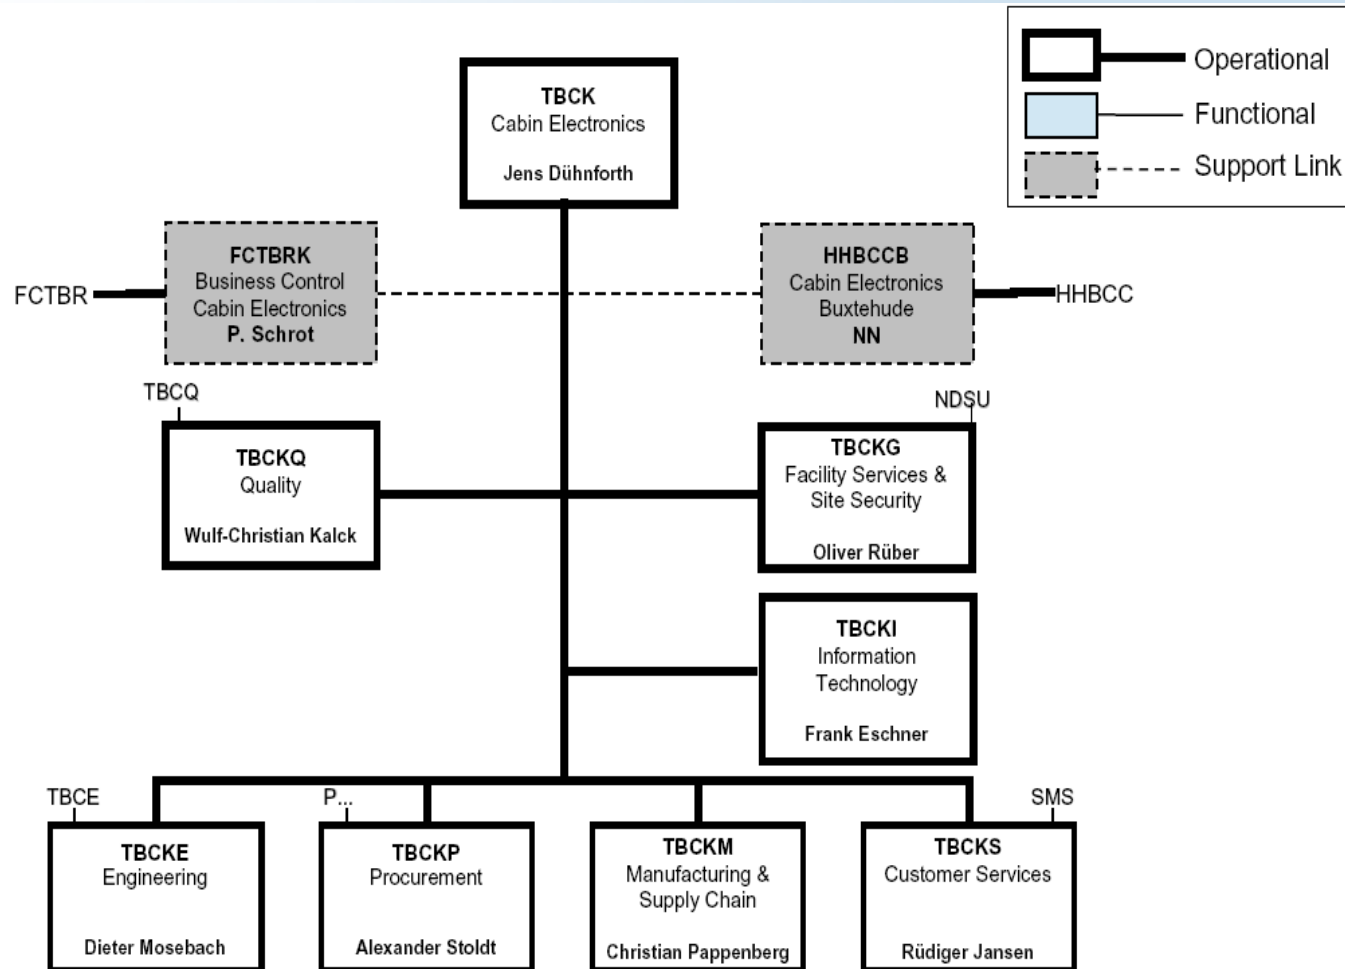 TBCK
Cabin Electronics
Jens Dühnforth
Operational
Functional
Support Link
FCTBR
FCTBRK
Business Control
Cabin Electronics
P. Schrot
HHBCCB
Cabin Electronics
Buxtehude
NN
HHBCC
TBCQ
TBCKQ
Quality
Wulf-Christian Kalck
NDSU
TBCKG
Facility Services &
Site Security
Oliver Rüber
TBCKI
Information
Technology
Frank Eschner
TBCE
TBCKE
Engineering
Dieter Mosebach
P...
TBCKP
Procurement
Alexander Stoldt
TBCKM
Manufacturing &
Supply Chain
Christian Pappenberg
SMS
TBCKS
Customer Services
Rüdiger Jansen